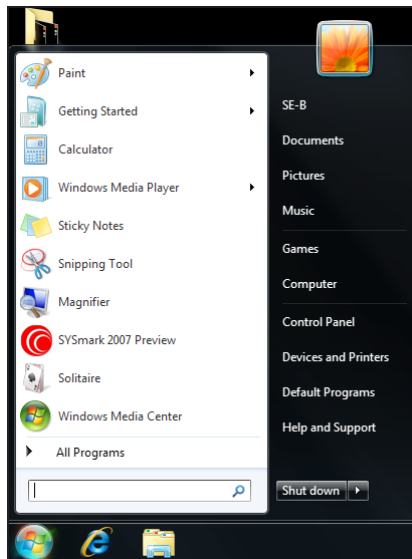 Paint
Getting Started
Calculator
Windows Media Player
Sticky Notes
Snipping Tool
Magnifier
SYSmark 2007 Preview
Solitaire
Windows Media Center
All Programs
SE-B
Documents
Pictures
Music
Games
Computer
Control Panel
Devices and Printers
Default Programs
Help and Support
Shut down